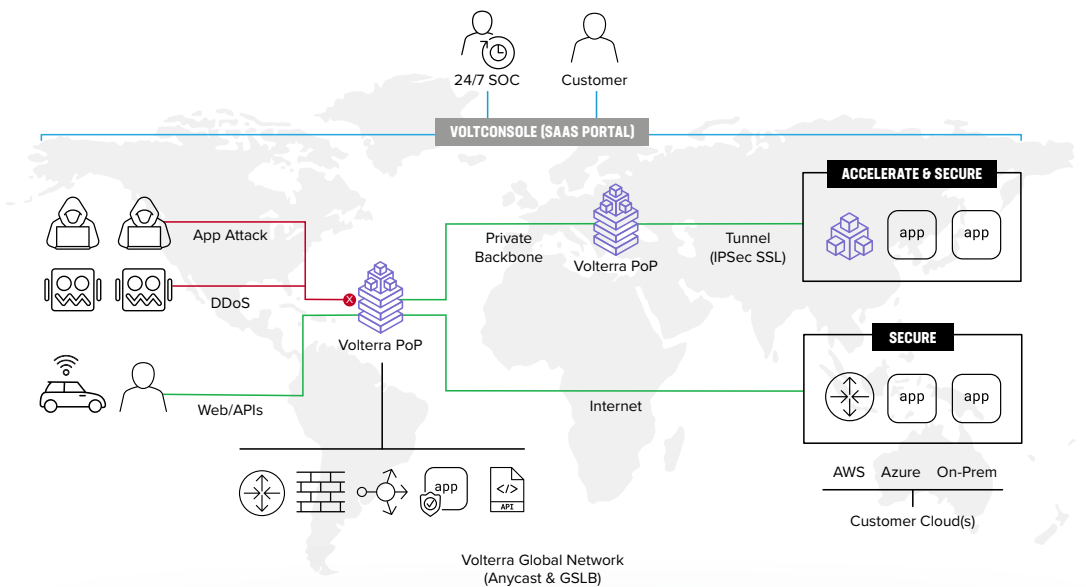 24/7 SOC
Customer
VOLTCONSOLE (SAAS PORTAL)
ACCELERATE & SECURE
App Attack
Private
Backbone
Volterra PoP
Tunnel
(IPSec SSL)
app
app
DDoS
X
Volterra PoP
SECURE
Web/APIs
Internet
app
app
AWS
Azure
On-Prem
Customer Cloud(s)
app
</>
API
Volterra Global Network
(Anycast & GSLB)